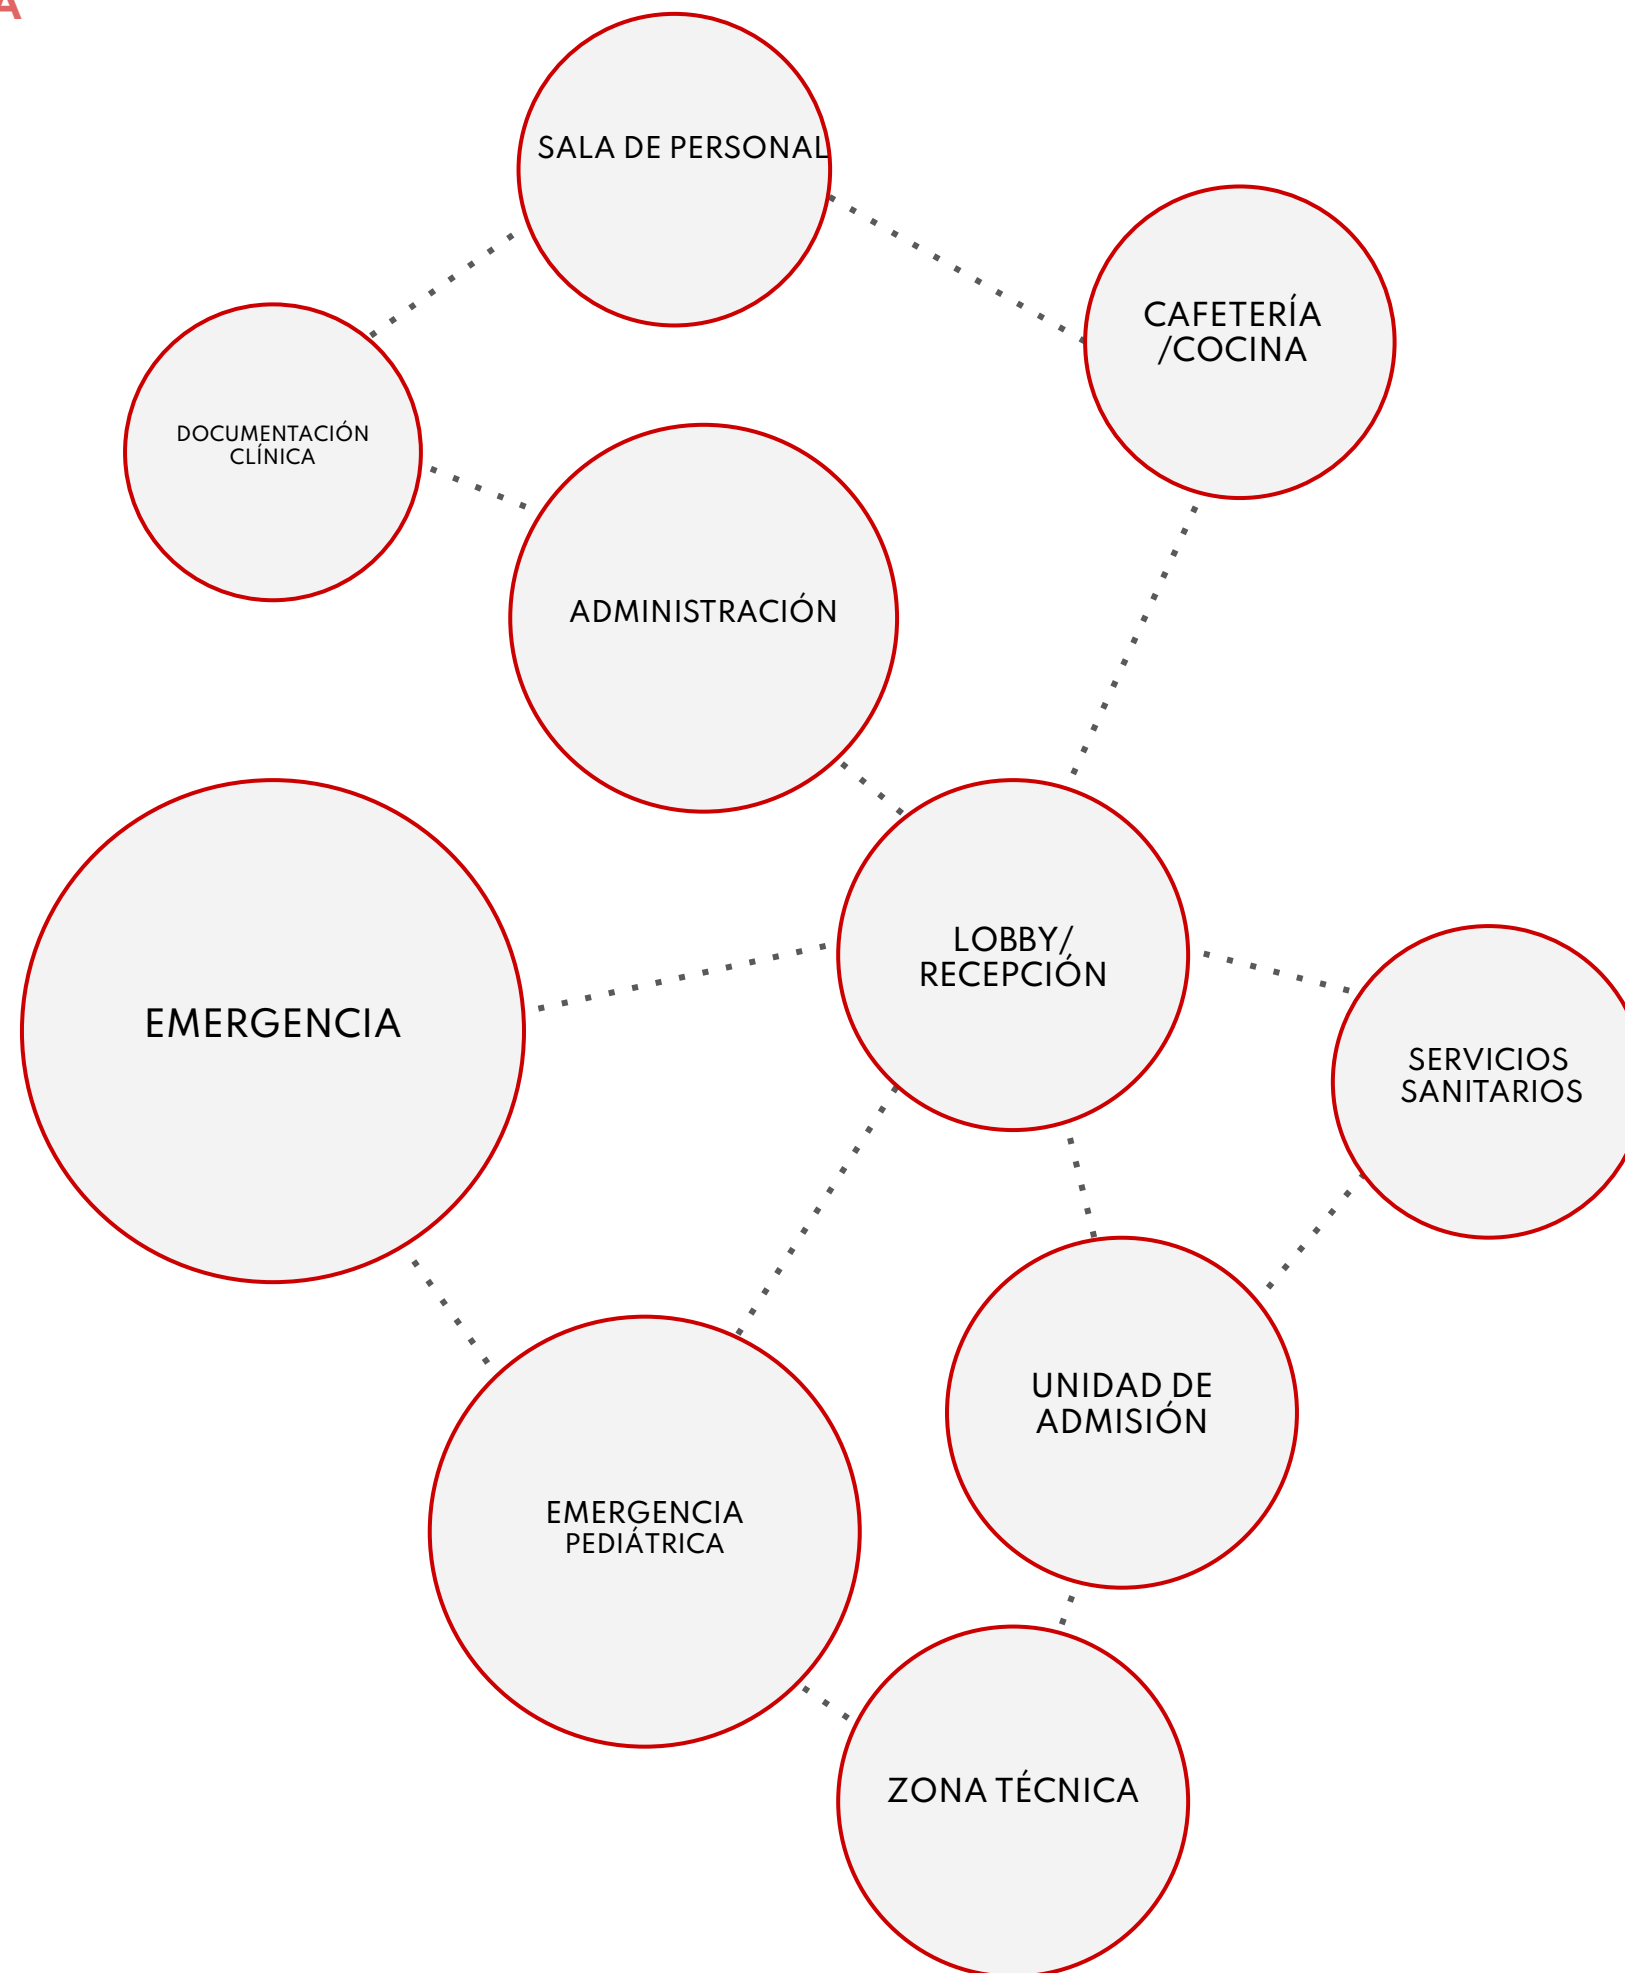 A
SALA DE PERSONAL
CAFETERÍA
/COCINA
DOCUMENTACIÓN
CLÍNICA
ADMINISTRACIÓN
LOBBY/
RECEPCIÓN
EMERGENCIA
SERVICIOS
SANITARIOS
UNIDAD DE
ADMISIÓN
EMERGENCIA
PEDIÁTRICA
ZONA TÉCNICA